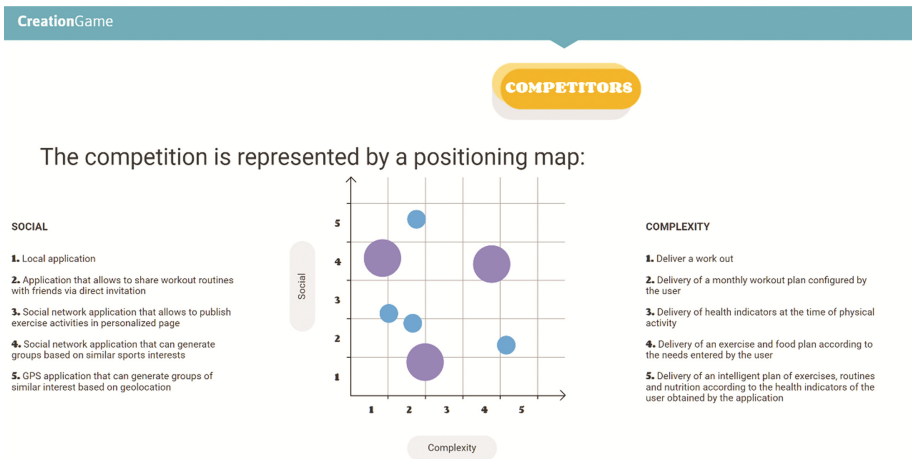 CreationGame
COMPETITORS
The competition is represented by a positioning map:
SOCIAL
1. Local application
2. Application that allows to share workout routines
with friends via direct invitation
3. Social network application that allows to publish
exercise activities in personalized page
4. Social network application that can generate
groups based on similar sports interests
5. GPS application that can generate groups of
similar interest based on geolocation
Social
5
4
3
2
1
1 2 3 4 5
Complexity
COMPLEXITY
1. Deliver a work out
2. Delivery of a monthly workout plan configured by
the user
3. Delivery of health indicators at the time of physical
activity
4. Delivery of an exercise and food plan according to
the needs entered by the user
5. Delivery of an intelligent plan of exercises, routines
and nutrition according to the health indicators of the
user obtained by the application